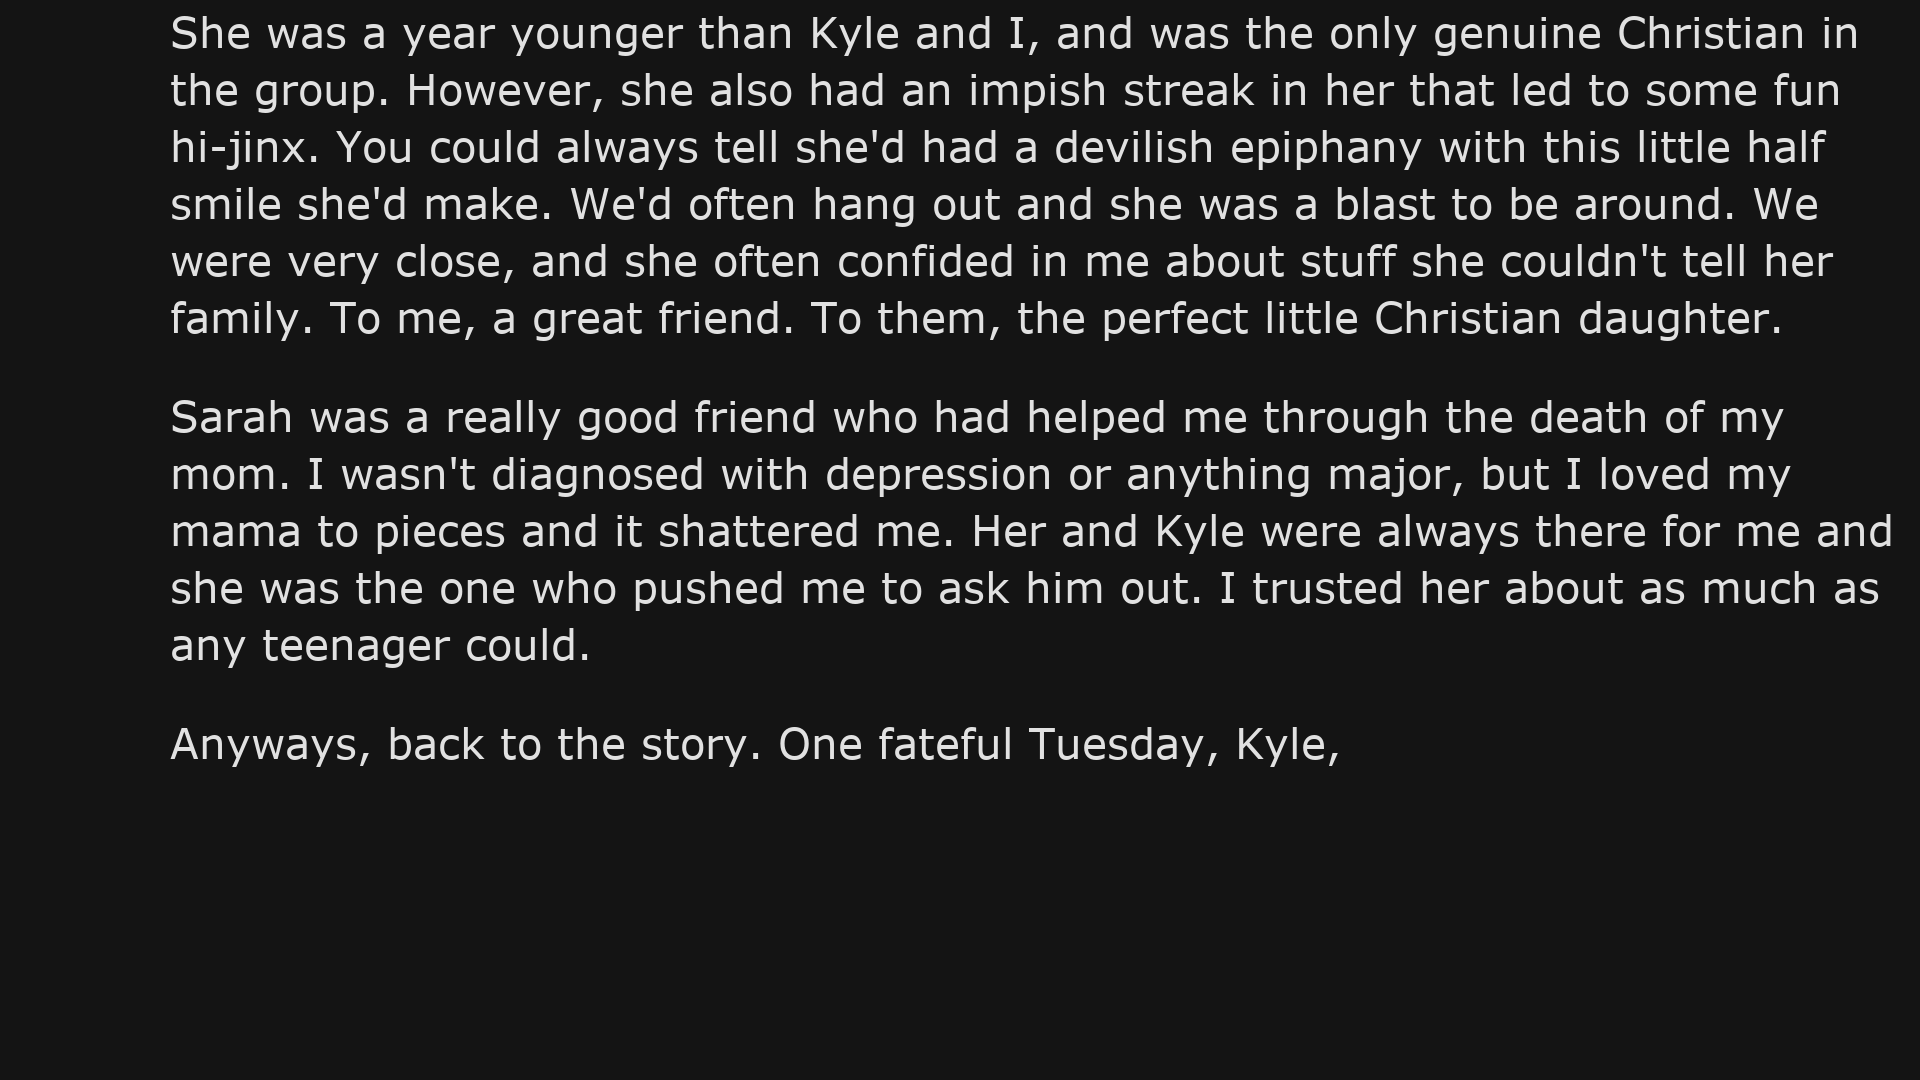 She was a year younger than Kyle and I, and was the only genuine Christian in
the group. However, she also had an impish streak in her that led to some fun
hi-jinx. You could always tell she'd had a devilish epiphany with this little half
smile she'd make. We'd often hang out and she was a blast to be around. We
were very close, and she often confided in me about stuff she couldn't tell her
family. To me, a great friend. To them, the perfect little Christian daughter.
Sarah was a really good friend who had helped me through the death of my
mom. I wasn't diagnosed with depression or anything major, but I loved my
mama to pieces and it shattered me. Her and Kyle were always there for me and
she was the one who pushed me to ask him out. I trusted her about as much as
any teenager could.
Anyways, back to the story. One fateful Tuesday, Kyle,